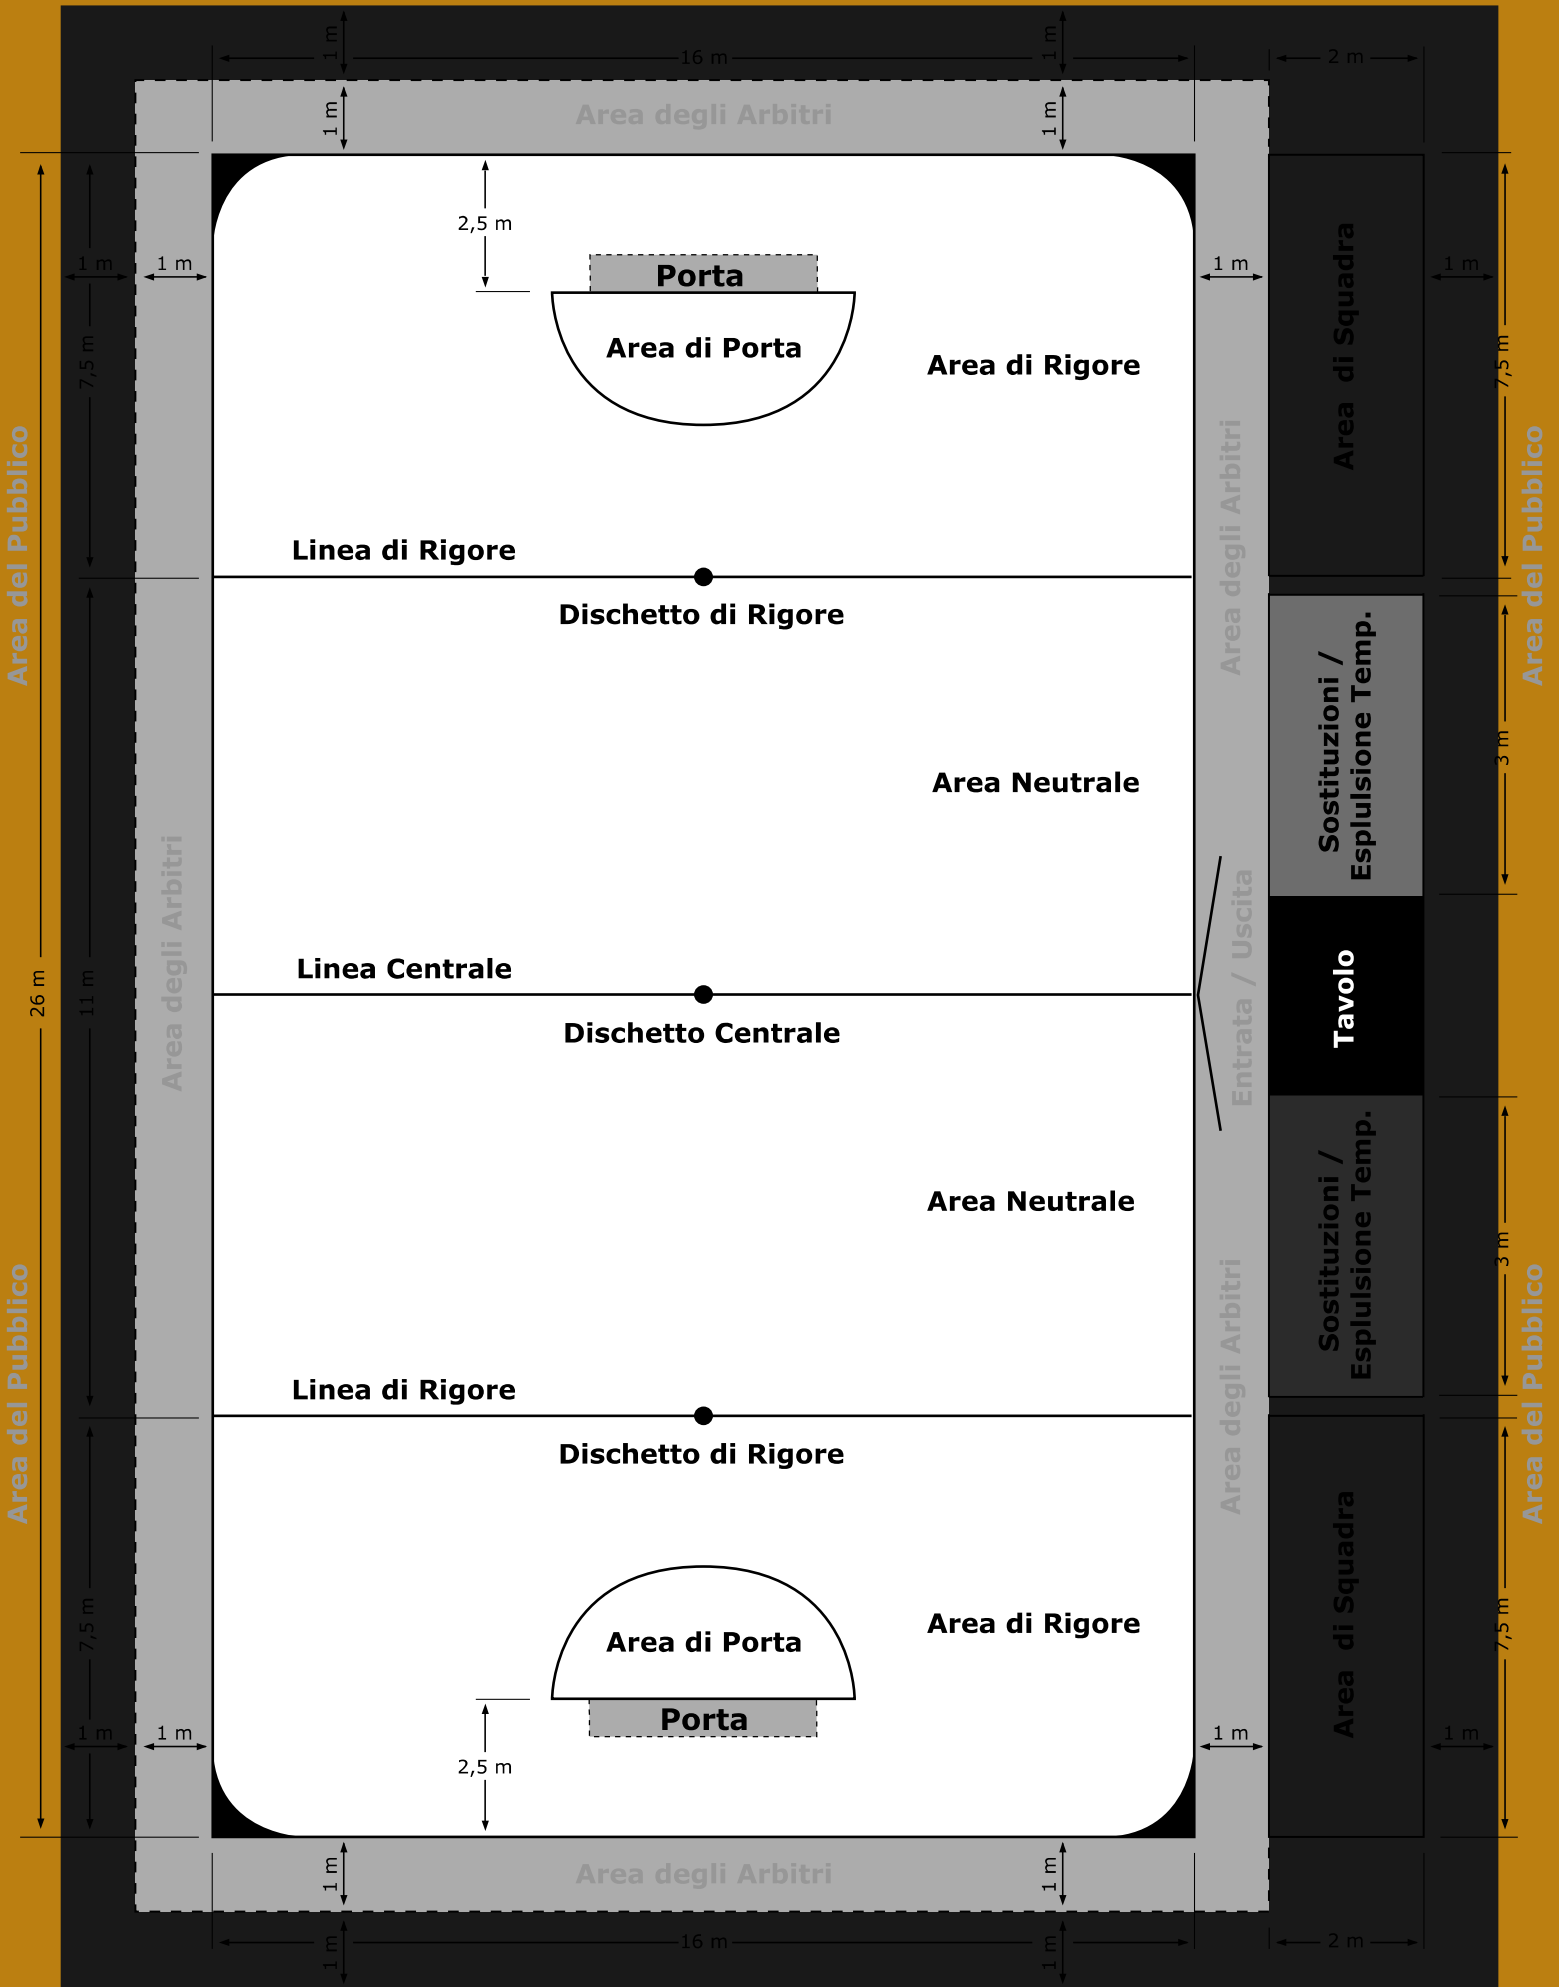 1 m
1 m
16 m
2 m
Area degli Arbitri
1 m
1 m
2,5 m
Porta
1 m
1 m
1 m
1 m
Area di Porta
Area di Rigore
7,5 m
7,5 m
Area di Squadra
Area del Pubblico
Area degli Arbitri
Area del Pubblico
Linea di Rigore
Dischetto di Rigore
Sostituzioni /
Esplulsione Temp.
3 m
Area Neutrale
Area degli Arbitri
Linea Centrale
26 m
11 m
Entrata / Uscita
Tavolo
Dischetto Centrale
Area Neutrale
Sostituzioni /
Esplulsione Temp.
3 m
Area del Pubblico
Area degli Arbitri
Area del Pubblico
Linea di Rigore
Dischetto di Rigore
7,5 m
Area di Porta
Area di Rigore
7,5 m
Area di Squadra
Porta
1 m
1 m
1 m
1 m
2,5 m
Area degli Arbitri
1 m
1 m
16 m
2 m
1 m
1 m